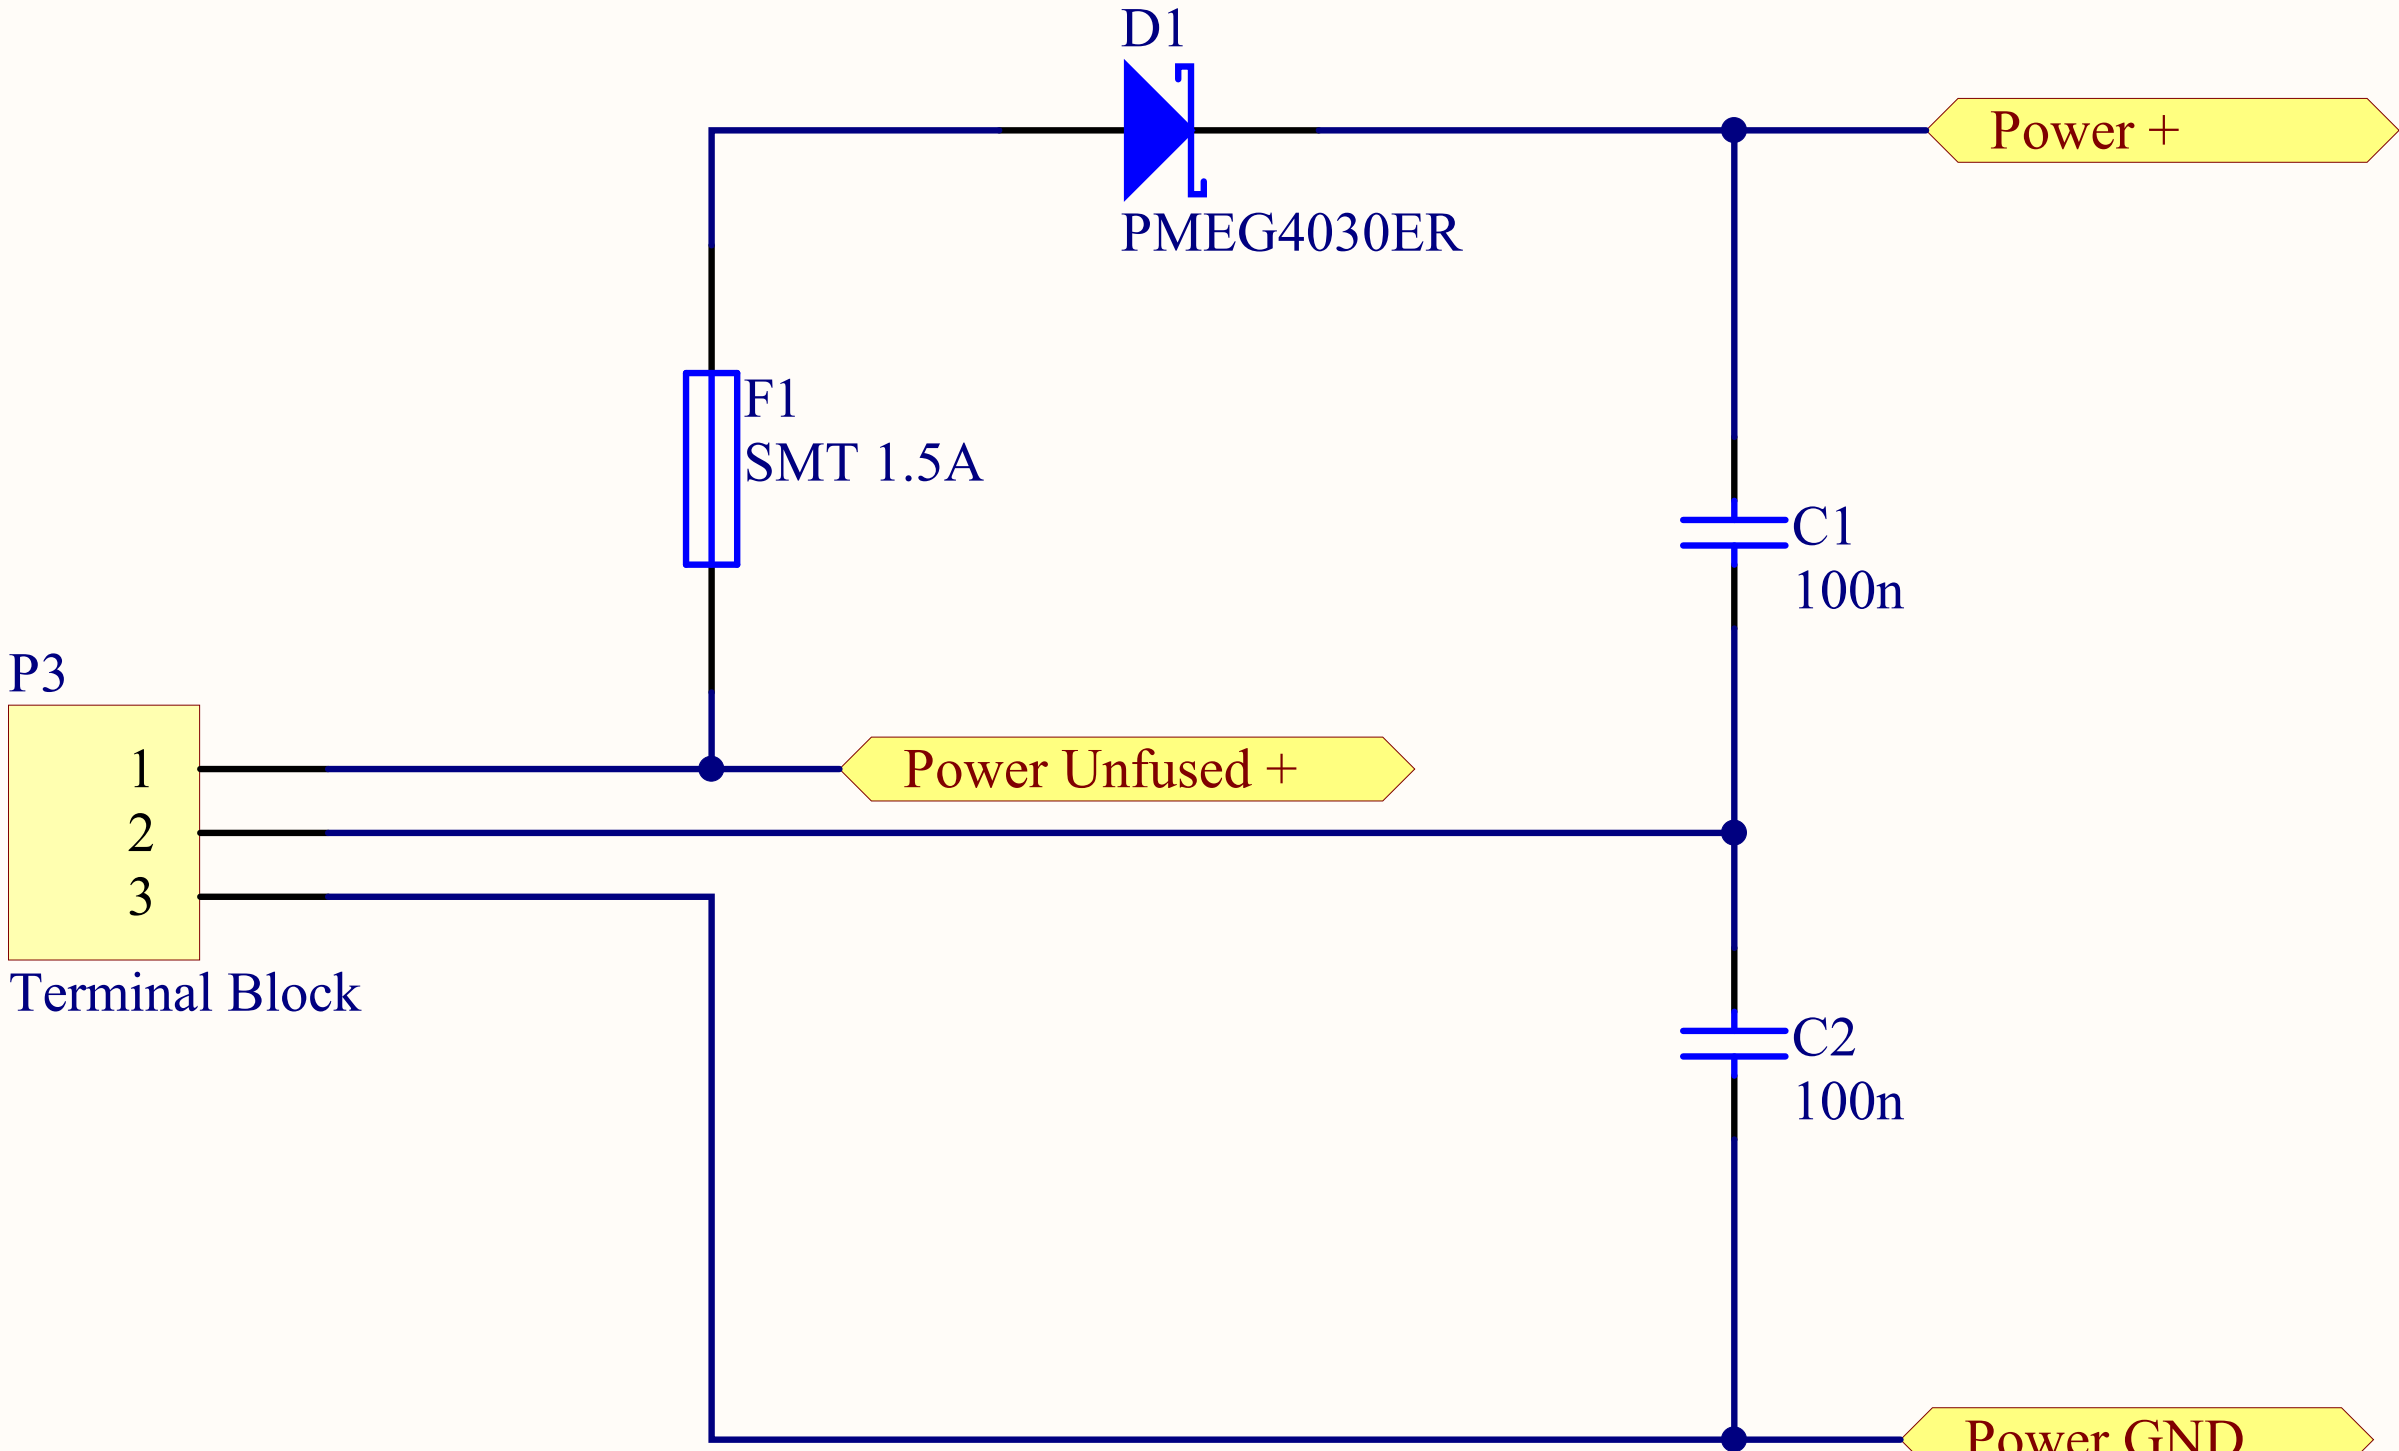 D1
Power +
PMEG4030ER
F1
SMT 1.5A
C1
100n
P3
1
Power Unfused +
2
3
Terminal Block
C2
100n
Power GND